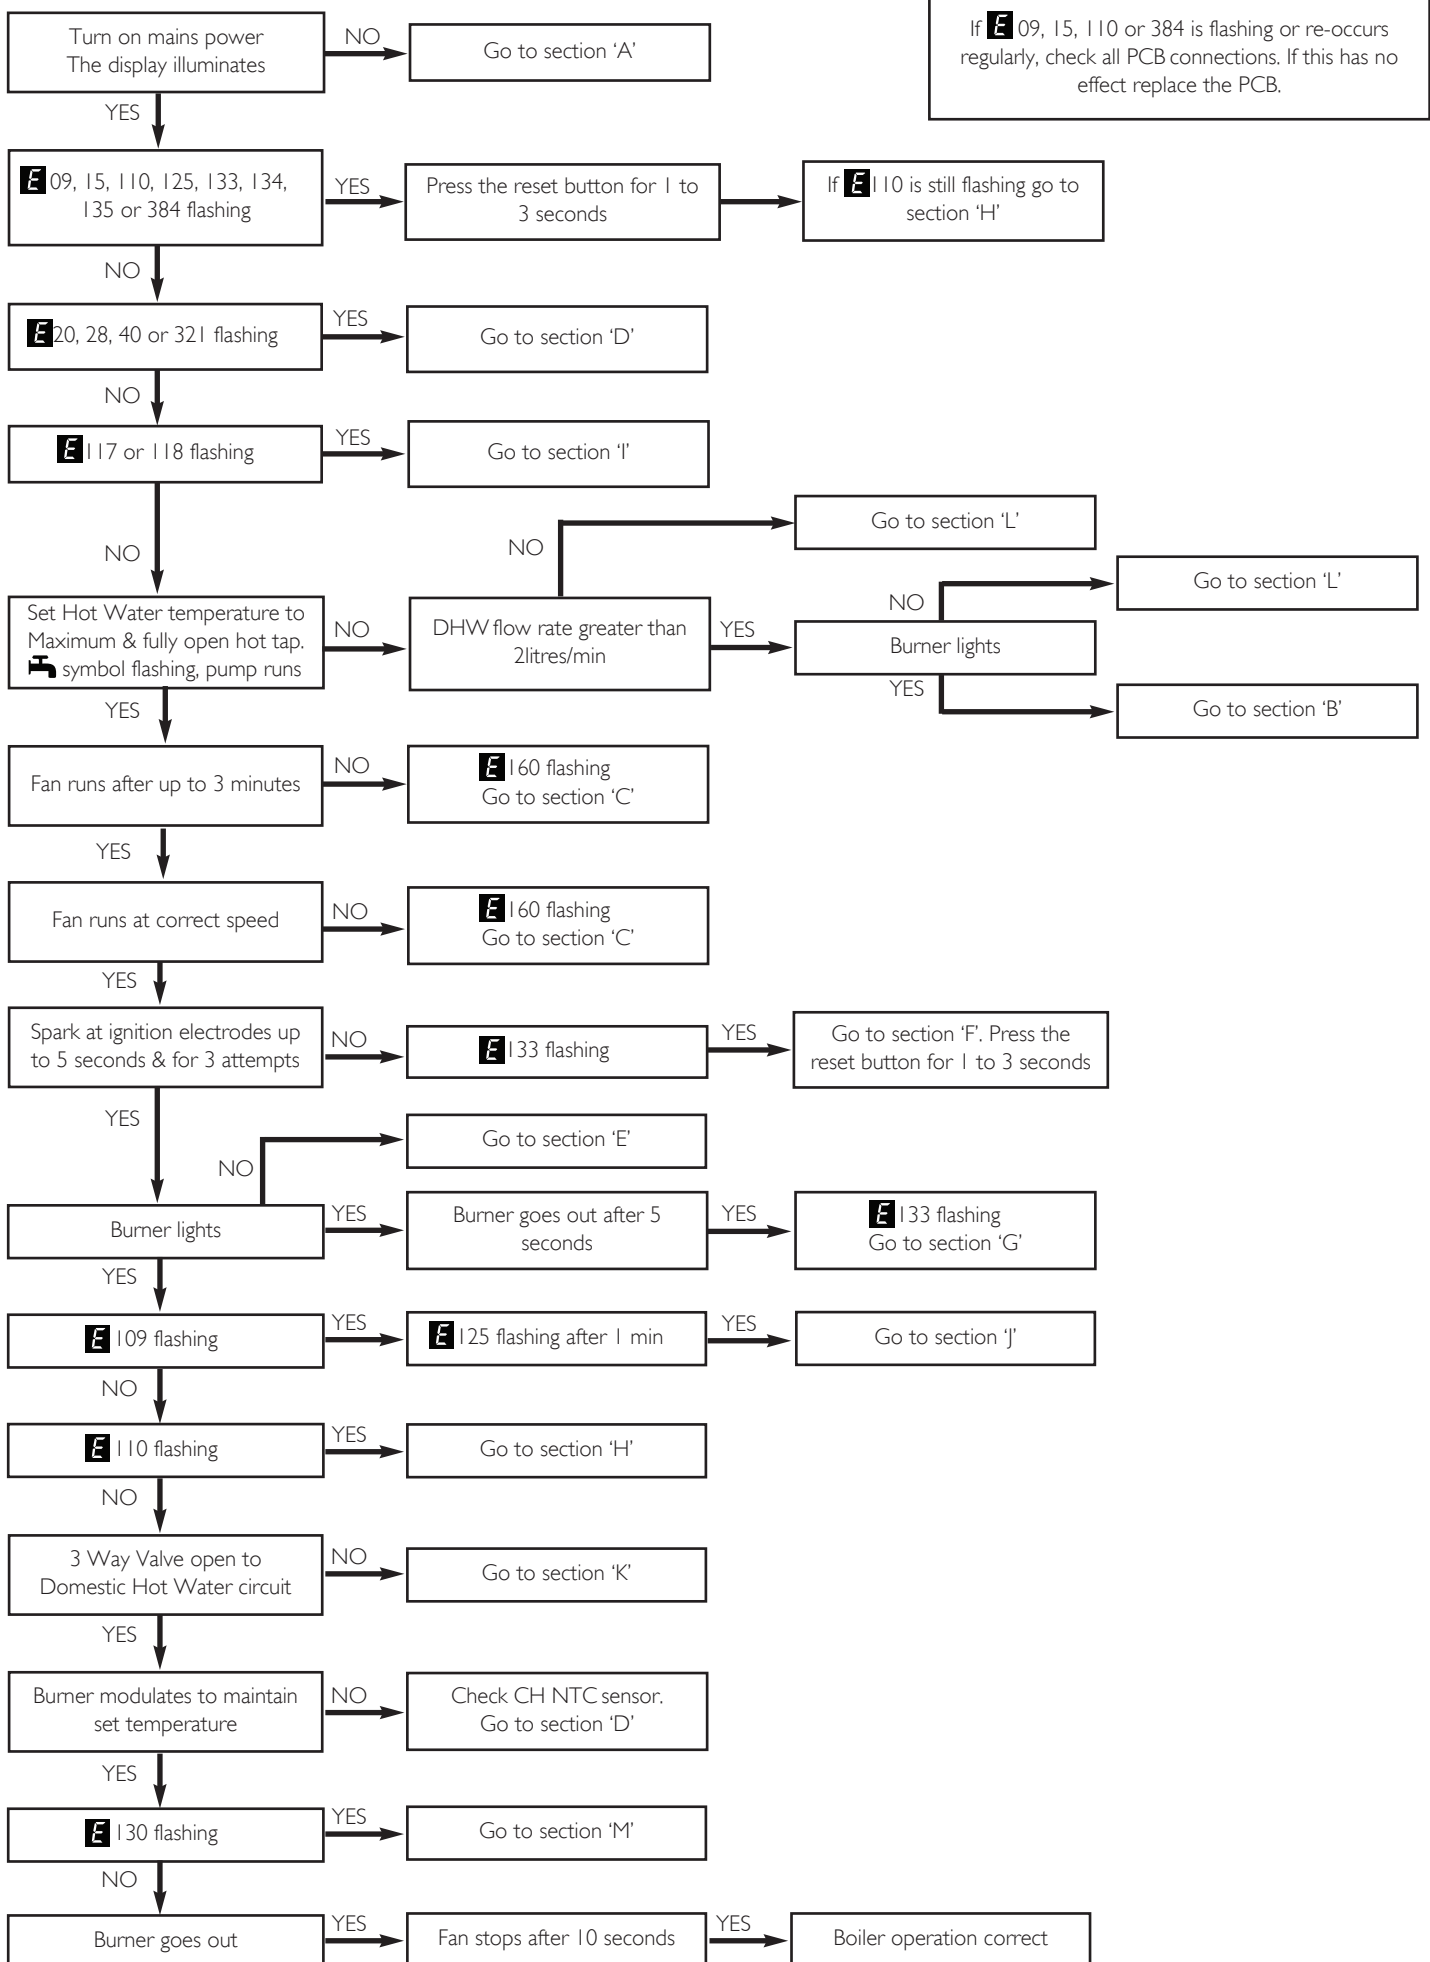 If E 09, 15, 110 or 384 is flashing or re-occurs
regularly, check all PCB connections. If this has no
effect replace the PCB.
Turn on mains power
The display illuminates
NO
Go to section ‘A’
YES
E 09, 15, 110, 125, 133, 134,
135 or 384 flashing
YES
Press the reset button for 1 to
3 seconds
If E 110 is still flashing go to
section ‘H’
NO
E 20, 28, 40 or 321 flashing
YES
Go to section ‘D’
NO
E 117 or 118 flashing
YES
Go to section ‘I’
NO
Set Hot Water temperature to
Maximum & fully open hot tap.
symbol flashing, pump runs
NO
DHW flow rate greater than
2litres/min
NO
Go to section ‘L’
YES
Burner lights
NO
Go to section ‘L’
YES
Go to section ‘B’
YES
Fan runs after up to 3 minutes
NO
E 160 flashing
Go to section ‘C’
YES
Fan runs at correct speed
NO
E 160 flashing
Go to section ‘C’
YES
Spark at ignition electrodes up
to 5 seconds & for 3 attempts
NO
E 133 flashing
YES
Go to section ‘F’. Press the
reset button for 1 to 3 seconds
YES
NO
Go to section ‘E’
Burner lights
YES
Burner goes out after 5
seconds
YES
E 133 flashing
Go to section ‘G’
YES
E 109 flashing
YES
E 125 flashing after 1 min
YES
Go to section ‘J’
NO
E 110 flashing
YES
Go to section ‘H’
NO
3 Way Valve open to
Domestic Hot Water circuit
NO
Go to section ‘K’
YES
Burner modulates to maintain
set temperature
NO
Check CH NTC sensor.
Go to section ‘D’
YES
E 130 flashing
YES
Go to section ‘M’
NO
Burner goes out
YES
Fan stops after 10 seconds
YES
Boiler operation correct